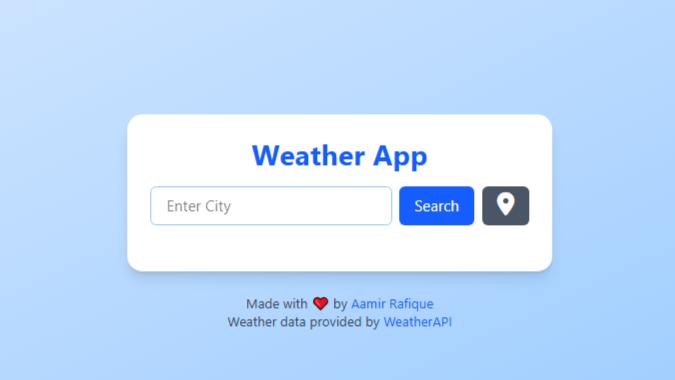 Weather App
Enter City
Search
Made with ❤️ by Aamir Rafique
Weather data provided by WeatherAPI